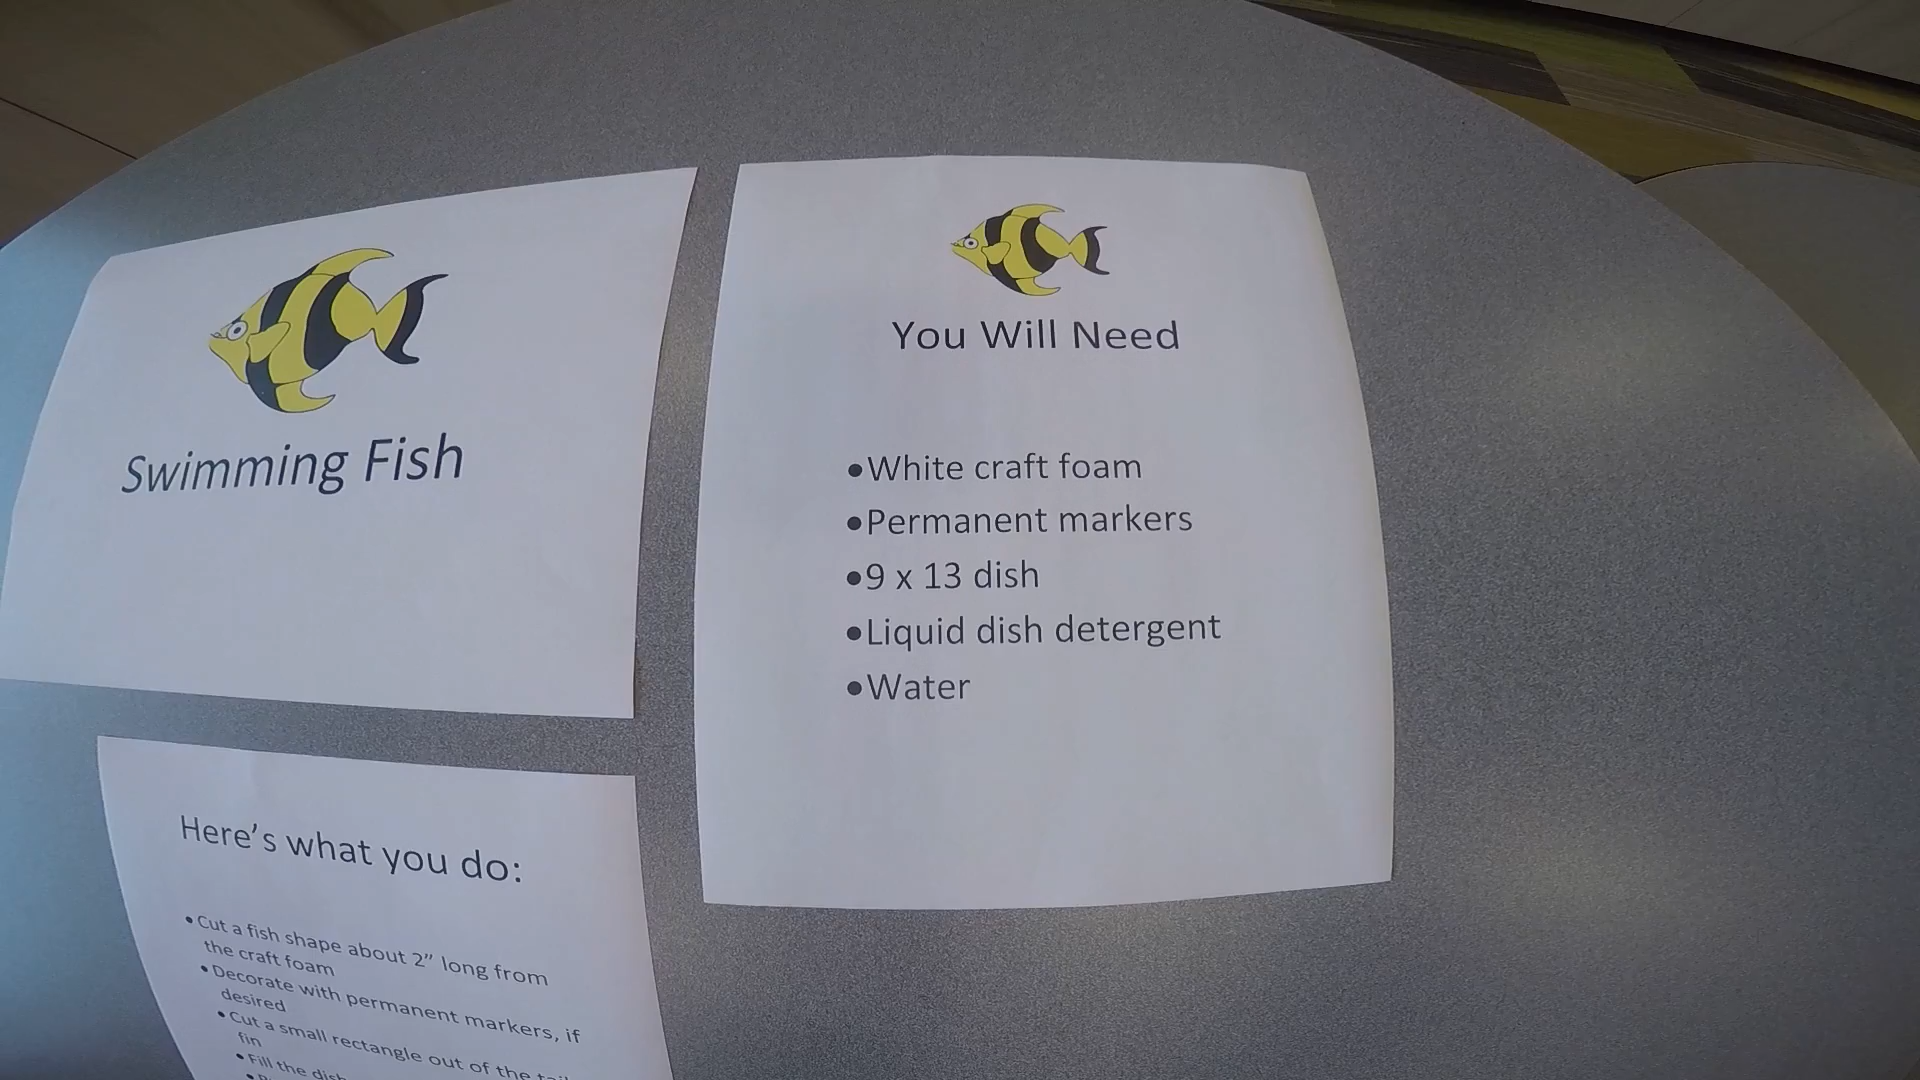 Swimming Fish
You Will Need
•White craft foam
•Permanent markers
•9 x 13 dish
•Liquid dish detergent
•Water
Here's what you do:
• Cut a fish shape about 2" long from
the craft foam
• Decorate with permanent markers, if
desired
• Cut a small rectangle out of the
fin
• Fill the dish